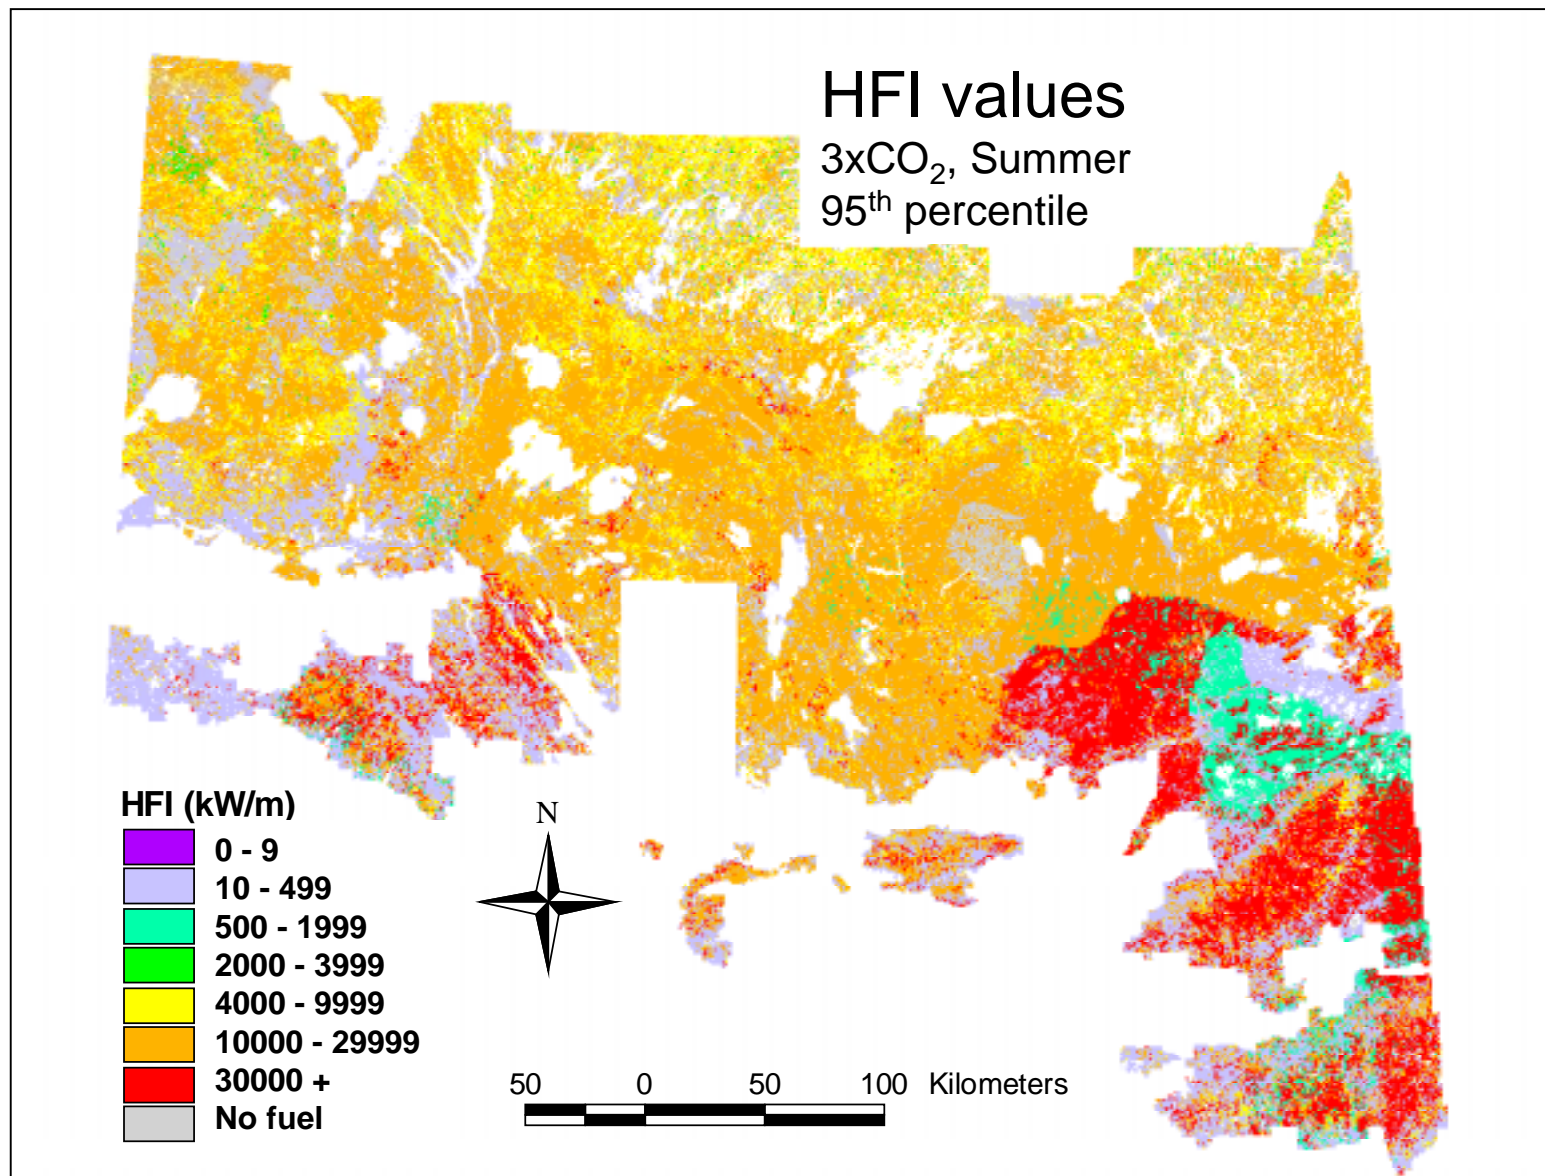 HFI values
3xCO₂, Summer
95ᵗʰ percentile
HFI (kW/m)
0 - 9
10 - 499
500 - 1999
2000 - 3999
4000 - 9999
10000 - 29999
30000 +
No fuel
N
50 0 50 100 Kilometers